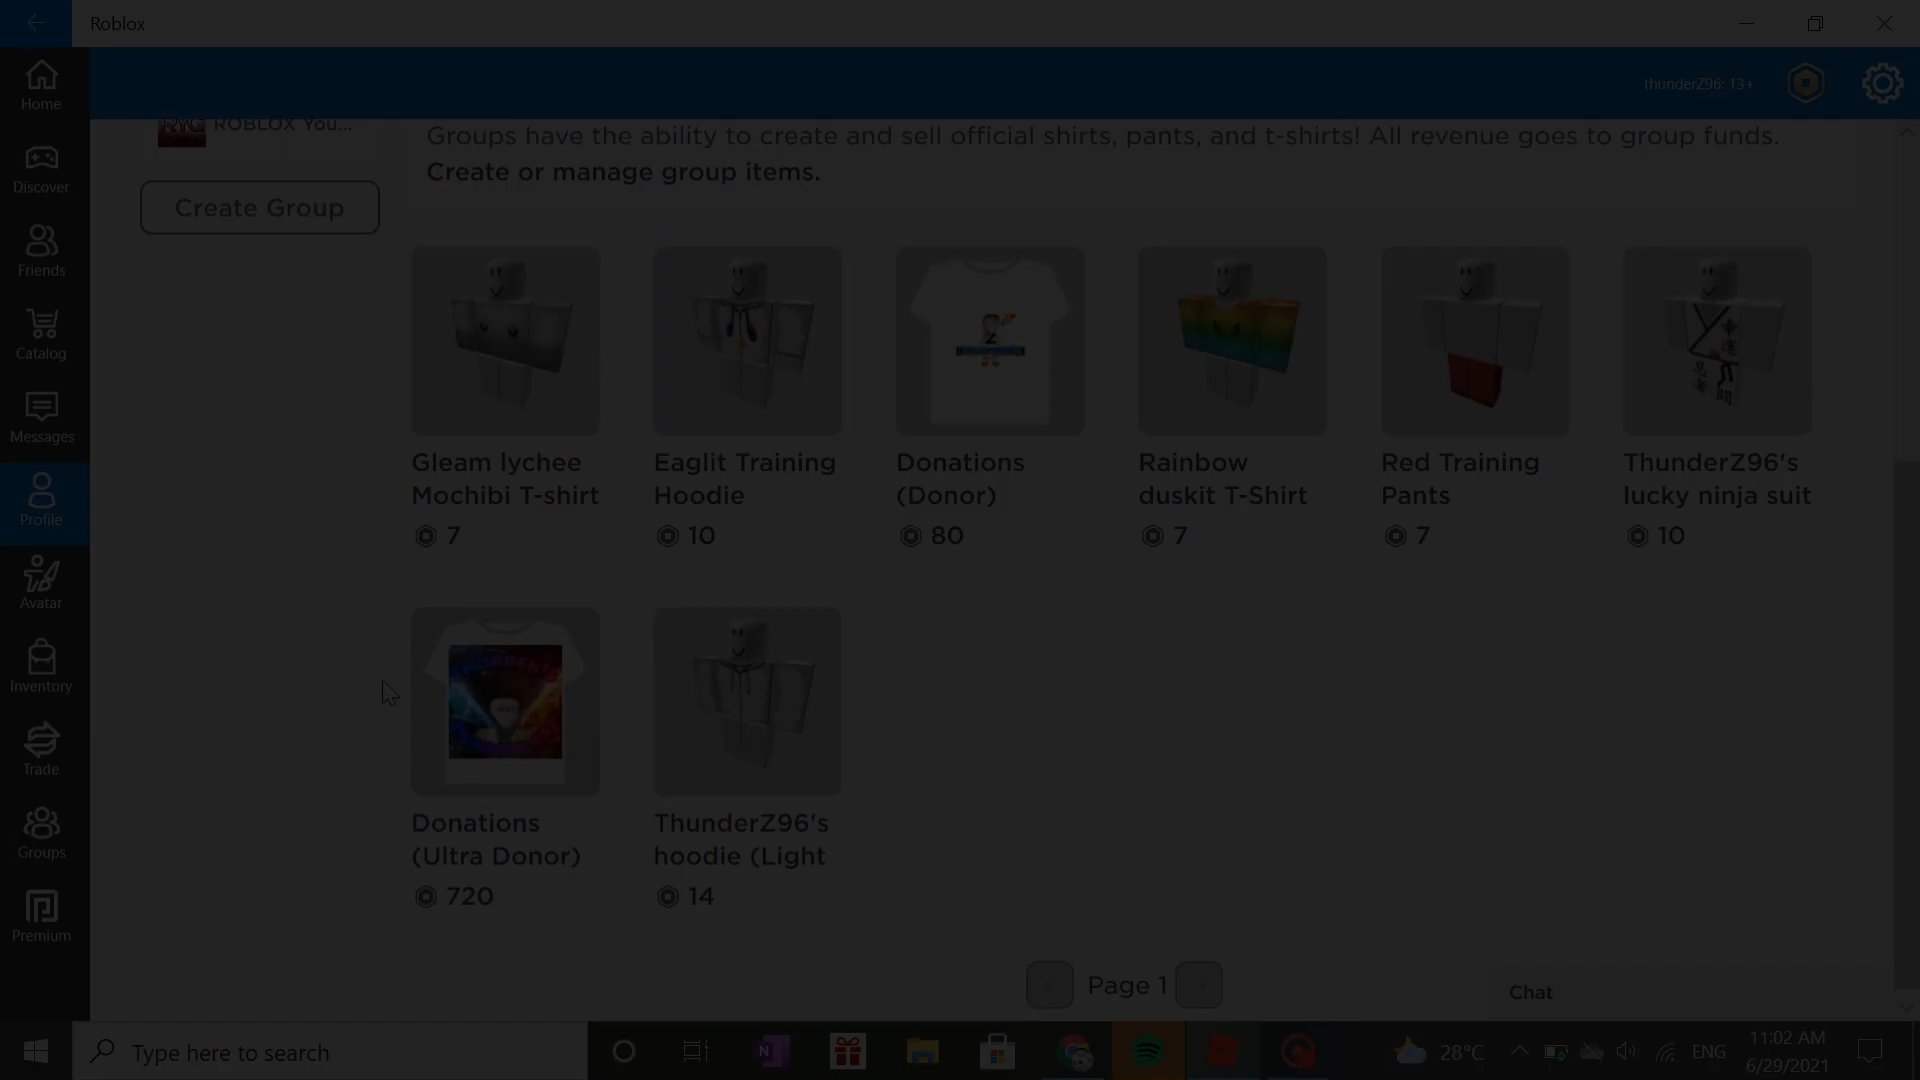 Roblox
thunderZ96: 13+
Home
Discover
Friends
Catalog
Messages
Profile
Avatar
Inventory
Trade
Groups
Premium
ROBLOX You...
Create Group
Groups have the ability to create and sell official shirts, pants, and t-shirts! All revenue goes to group funds.
Create or manage group items.
Gleam lychee
Mochibi T-shirt
7
Eaglit Training
Hoodie
10
Donations
(Donor)
80
Rainbow
duskit T-Shirt
7
Red Training
Pants
7
ThunderZ96's
lucky ninja suit
10
Donations
(Ultra Donor)
720
ThunderZ96's
hoodie (Light
14
Page 1
Chat
Type here to search
28°C
ENG
11:02 AM
6/29/2021